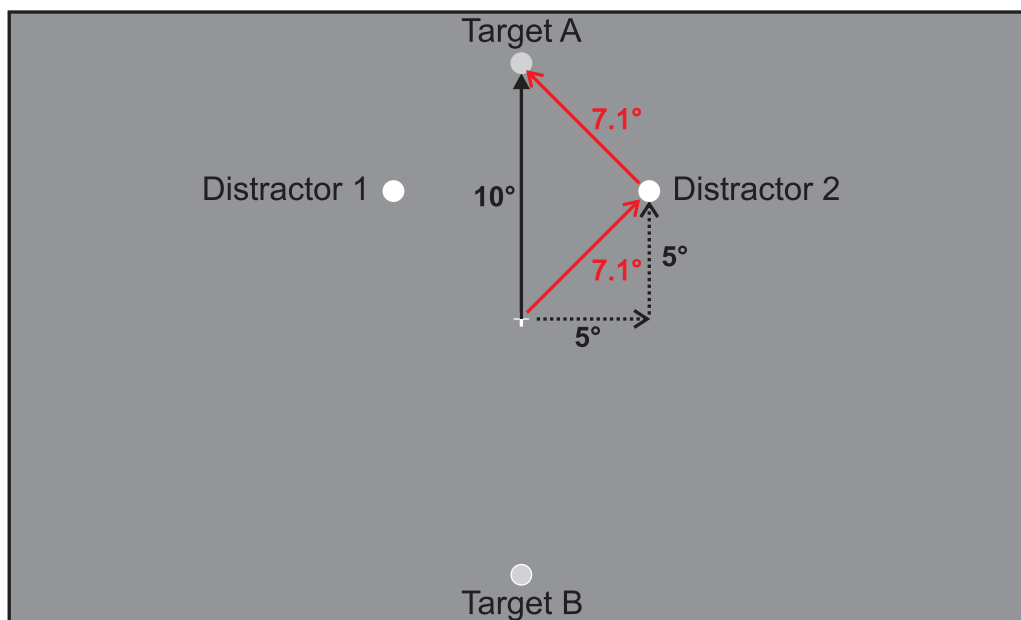 Target A
7.1°
Distractor 1
10°
Distractor 2
7.1°
5°
5°
Target B